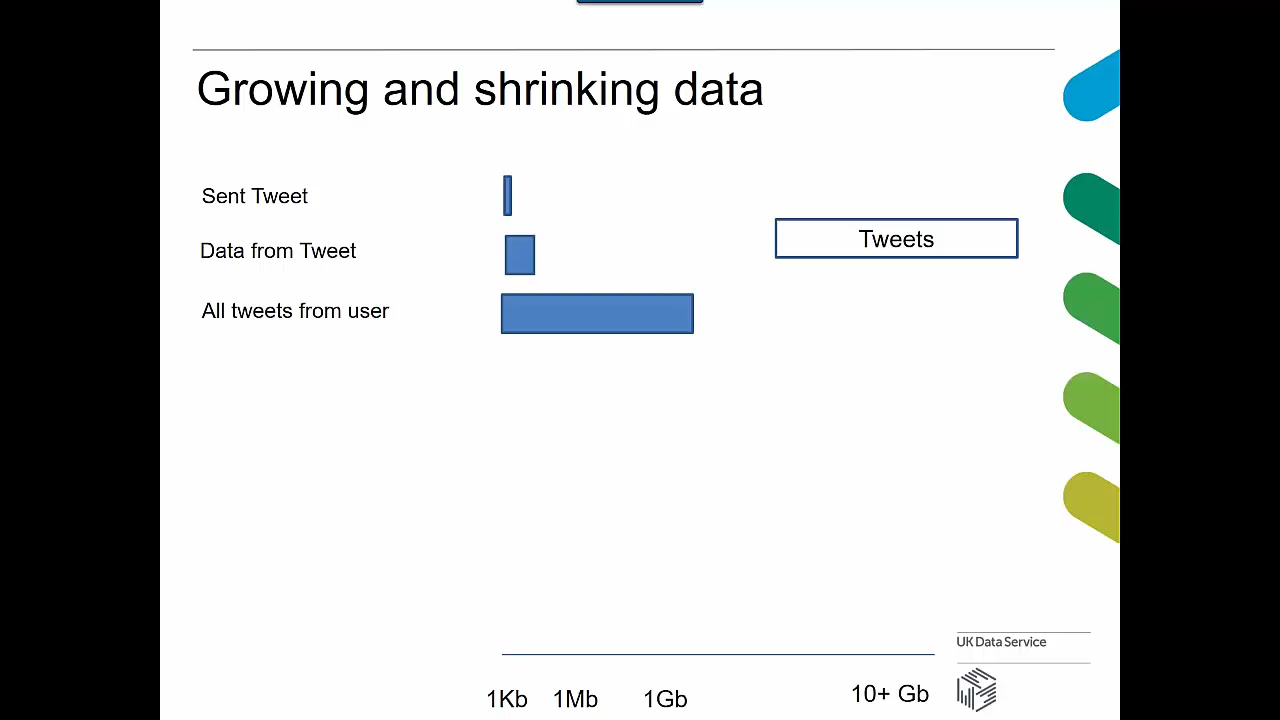 Growing and shrinking data
Sent Tweet
Data from Tweet
Tweets
All tweets from user
UK Data Service
1Kb 1Mb 1Gb 10+ Gb